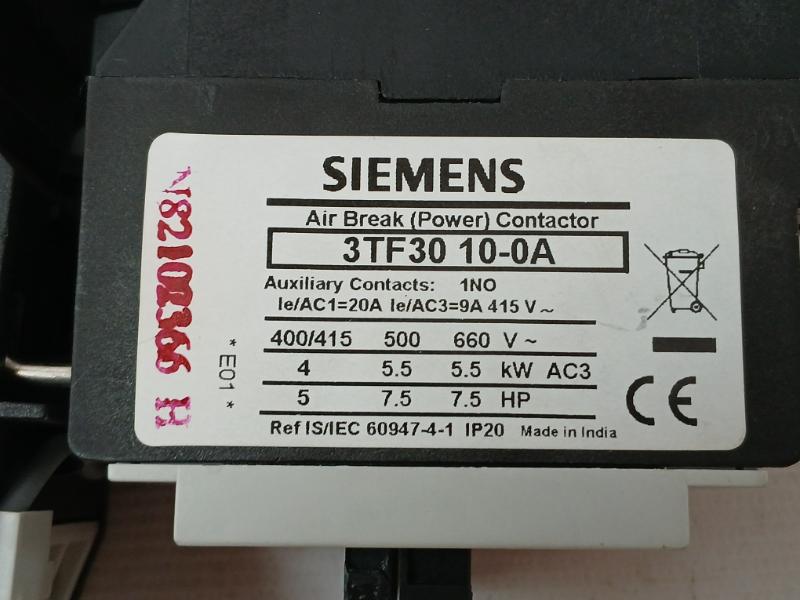 SIEMENS
Air Break (Power) Contactor
3TF30 10-0A
Auxiliary Contacts: 1NO
Ie/AC1=20A Ie/AC3=9A 415 V ~
400/415 500 660 V ~
4 5.5 5.5 kW AC3
5 7.5 7.5 HP
Ref IS/IEC 60947-4-1 IP20 Made in India
CE
* E01 *
N82102366 H